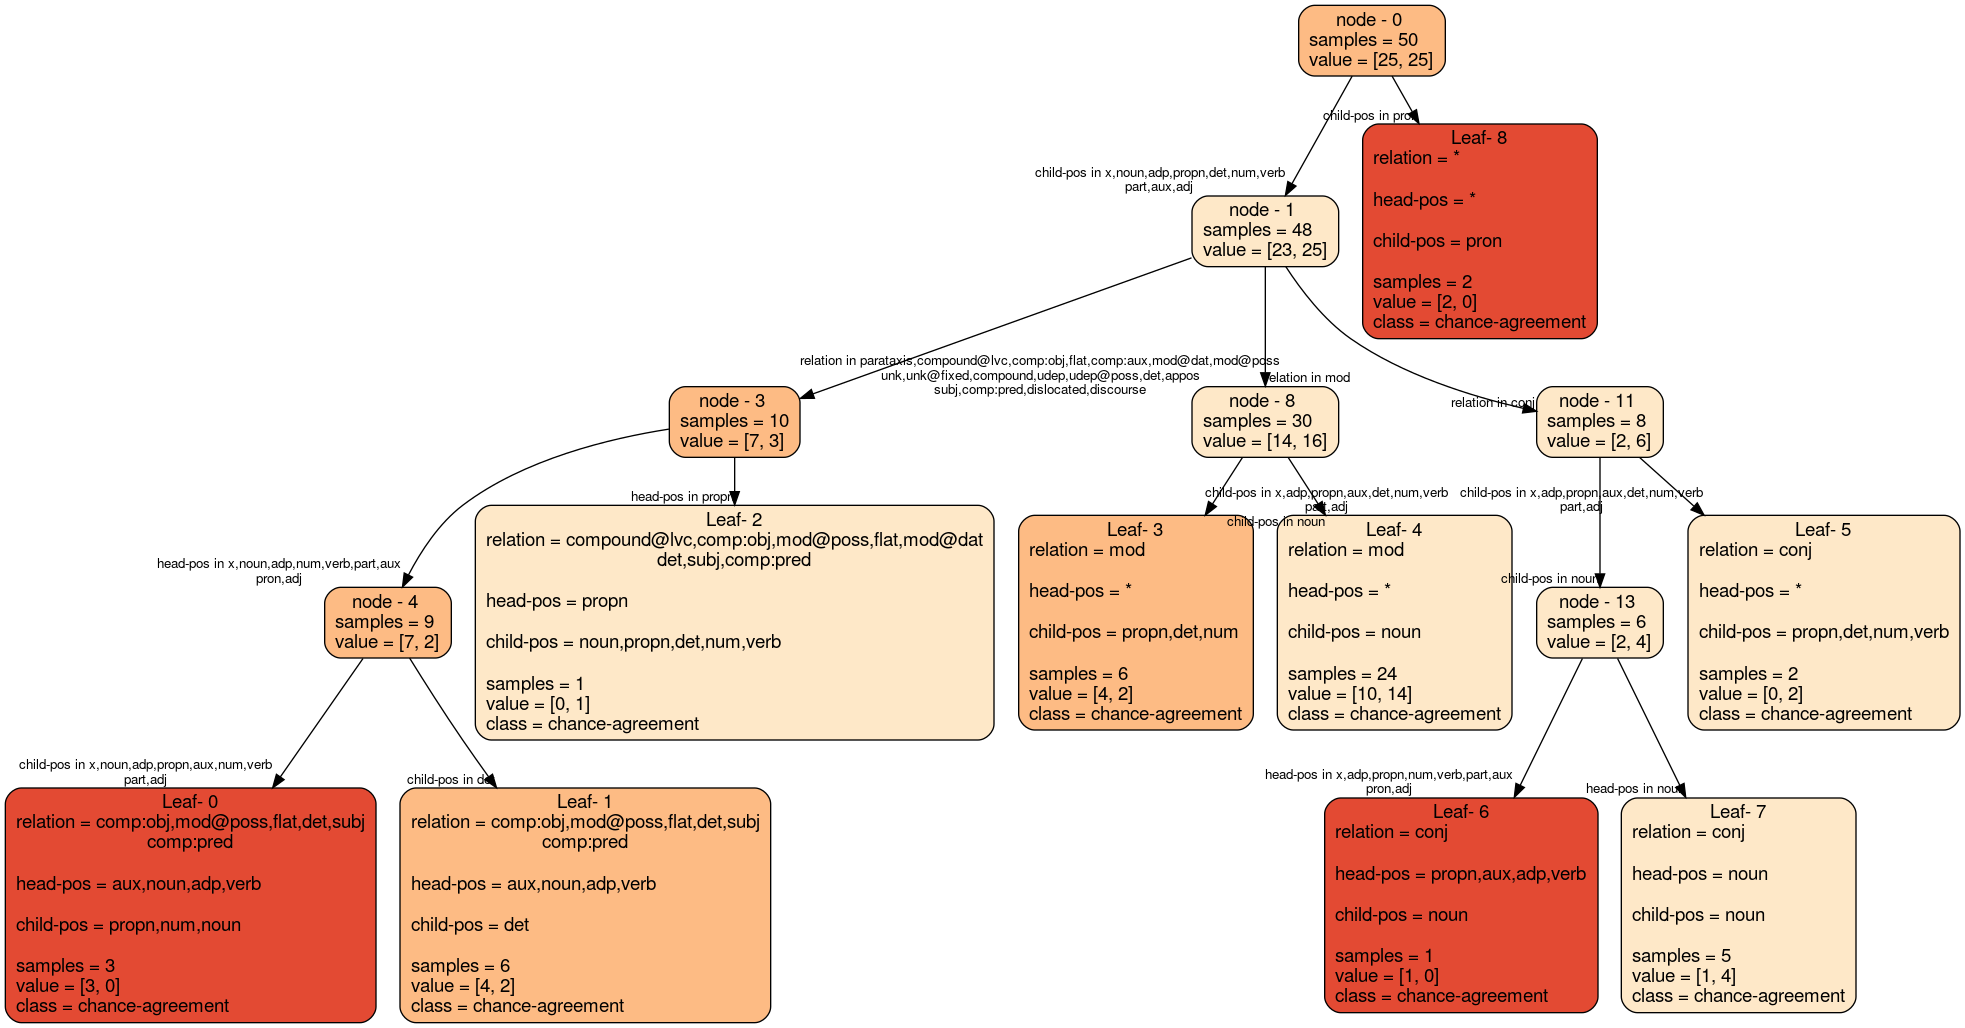 node - 0
samples = 50
value = [25, 25]
child-pos in pron
Leaf- 8
relation = *
head-pos = *
child-pos = pron
samples = 2
value = [2, 0]
class = chance-agreement
child-pos in x,noun,adp,propn,det,num,verb
part,aux,adj
node - 1
samples = 48
value = [23, 25]
relation in parataxis,compound@lvc,comp:obj,flat,comp:aux,mod@dat,mod@poss
unk,unk@fixed,compound,udep,udep@poss,det,appos
subj,comp:pred,dislocated,discourse
relation in mod
relation in conj
node - 3
samples = 10
value = [7, 3]
node - 8
samples = 30
value = [14, 16]
node - 11
samples = 8
value = [2, 6]
head-pos in propn
child-pos in x,adp,propn,aux,det,num,verb
part,adj
child-pos in noun
child-pos in x,adp,propn,aux,det,num,verb
part,adj
child-pos in noun
head-pos in x,noun,adp,num,verb,part,aux
pron,adj
node - 4
samples = 9
value = [7, 2]
Leaf- 2
relation = compound@lvc,comp:obj,mod@poss,flat,mod@dat
det,subj,comp:pred
head-pos = propn
child-pos = noun,propn,det,num,verb
samples = 1
value = [0, 1]
class = chance-agreement
Leaf- 3
relation = mod
head-pos = *
child-pos = propn,det,num
samples = 6
value = [4, 2]
class = chance-agreement
Leaf- 4
relation = mod
head-pos = *
child-pos = noun
samples = 24
value = [10, 14]
class = chance-agreement
node - 13
samples = 6
value = [2, 4]
Leaf- 5
relation = conj
head-pos = *
child-pos = propn,det,num,verb
samples = 2
value = [0, 2]
class = chance-agreement
child-pos in x,noun,adp,propn,aux,num,verb
part,adj
child-pos in det
head-pos in x,adp,propn,num,verb,part,aux
pron,adj
head-pos in noun
Leaf- 0
relation = comp:obj,mod@poss,flat,det,subj
comp:pred
head-pos = aux,noun,adp,verb
child-pos = propn,num,noun
samples = 3
value = [3, 0]
class = chance-agreement
Leaf- 1
relation = comp:obj,mod@poss,flat,det,subj
comp:pred
head-pos = aux,noun,adp,verb
child-pos = det
samples = 6
value = [4, 2]
class = chance-agreement
Leaf- 6
relation = conj
head-pos = propn,aux,adp,verb
child-pos = noun
samples = 1
value = [1, 0]
class = chance-agreement
Leaf- 7
relation = conj
head-pos = noun
child-pos = noun
samples = 5
value = [1, 4]
class = chance-agreement